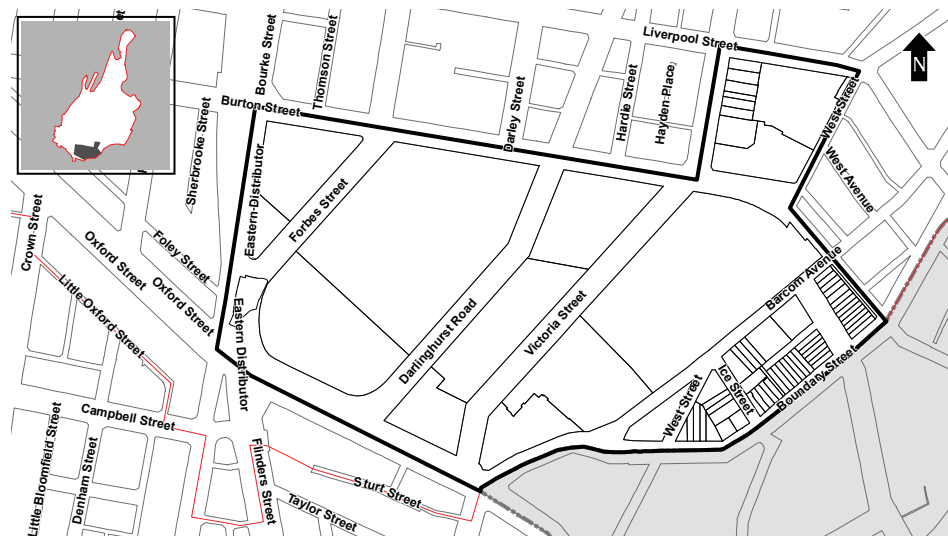 Liverpool Street
N
Bourke Street
Thomson Street
Burton Street
Darley Street
Hardie Street
Hayden Place
West Street
West Avenue
Sherbrooke Street
Eastern Distributor
Forbes Street
Crown Street
Oxford Street
Foley Street
Oxford Street
Little Oxford Street
Eastern Distributor
Darlinghurst Road
Victoria Street
Barcom Avenue
Boundary Street
Ice Street
West Street
Campbell Street
Little Bloomfield Street
Denham Street
Flinders Street
Sturt Street
Taylor Street